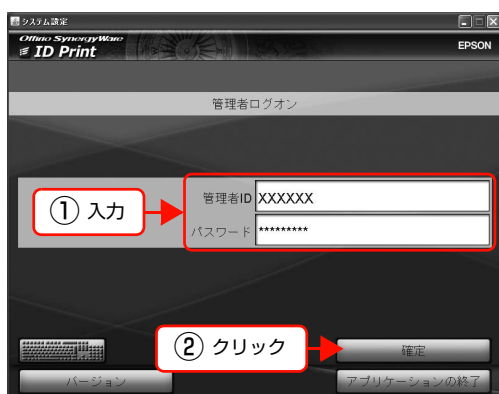 システム設定
Offirio SynergyWare
ID Print
EPSON
管理者ログオン
① 入力
管理者ID XXXXXX
パスワード *********
② クリック
確定
バージョン
アプリケーションの終了